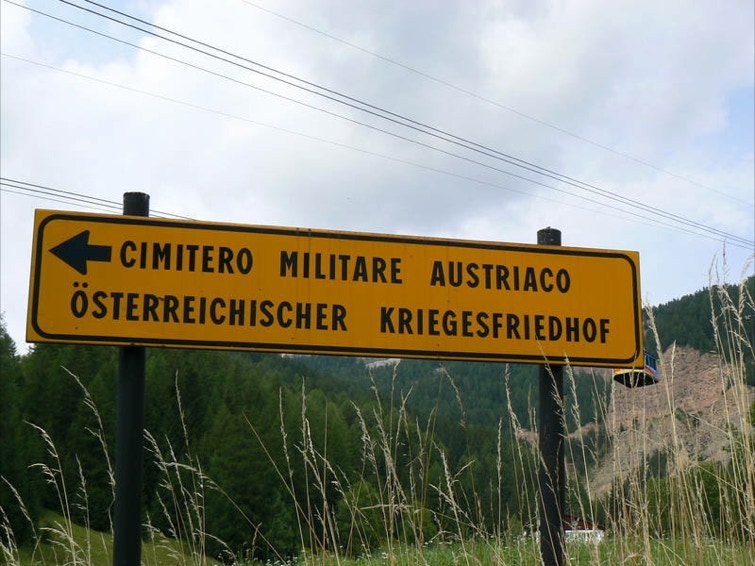 CIMITERO MILITARE AUSTRIACO
ÖSTERREICHISCHER KRIEGESFRIEDHOF